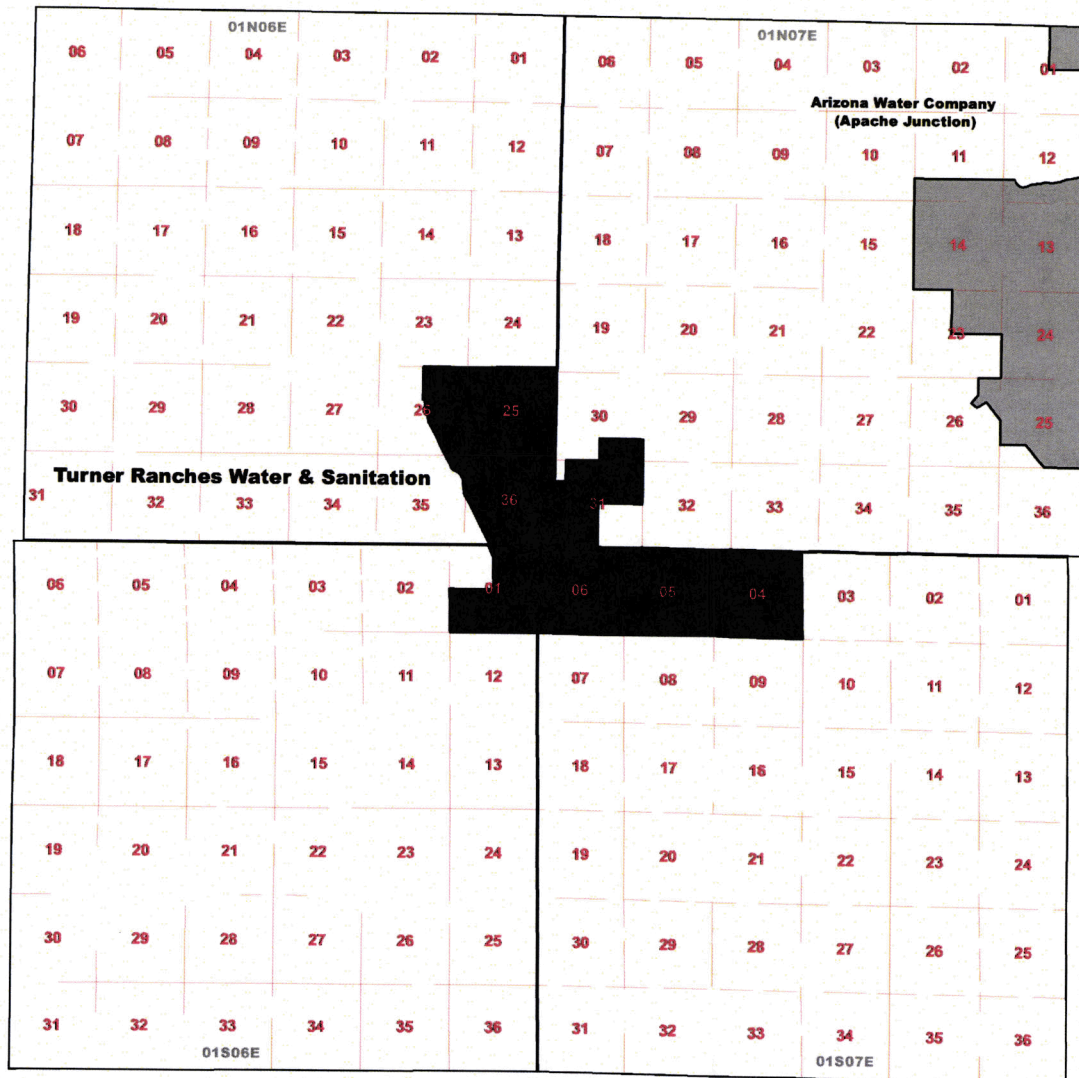 01N06E
06 05 04 03 02 01
07 08 09 10 11 12
18 17 16 15 14 13
19 20 21 22 23 24
30 29 28 27 26 25
Turner Ranches Water & Sanitation
31 32 33 34 35 36
01N07E
06 05 04 03 02 01
Arizona Water Company
(Apache Junction)
07 08 09 10 11 12
18 17 16 15 14 13
19 20 21 22 23 24
30 29 28 27 26 25
31 32 33 34 35 36
06 05 04 03 02 01
07 08 09 10 11 12
18 17 16 15 14 13
19 20 21 22 23 24
30 29 28 27 26 25
31 32 33 34 35 36
01S06E
06 05 04 03 02 01
07 08 09 10 11 12
18 17 16 15 14 13
19 20 21 22 23 24
30 29 28 27 26 25
31 32 33 34 35 36
01S07E